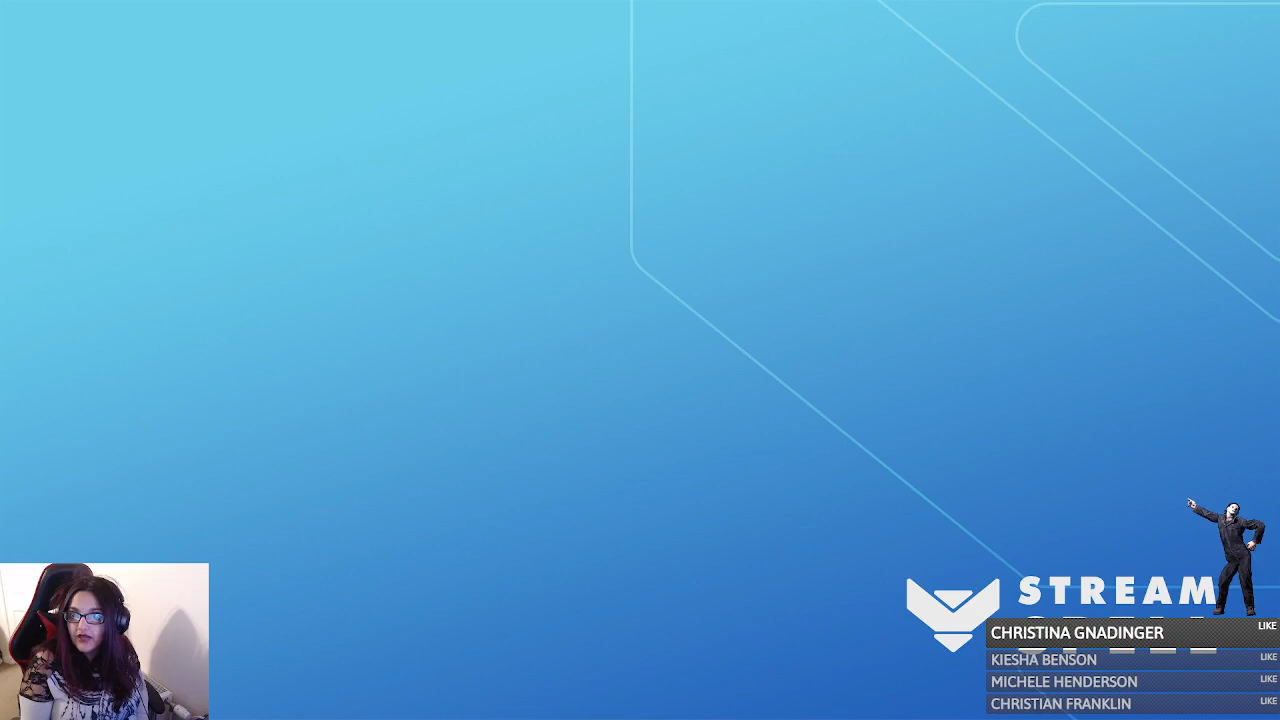 STREAM
CHRISTINA GNADINGER LIKE
KIESHA BENSON LIKE
MICHELE HENDERSON LIKE
CHRISTIAN FRANKLIN LIKE